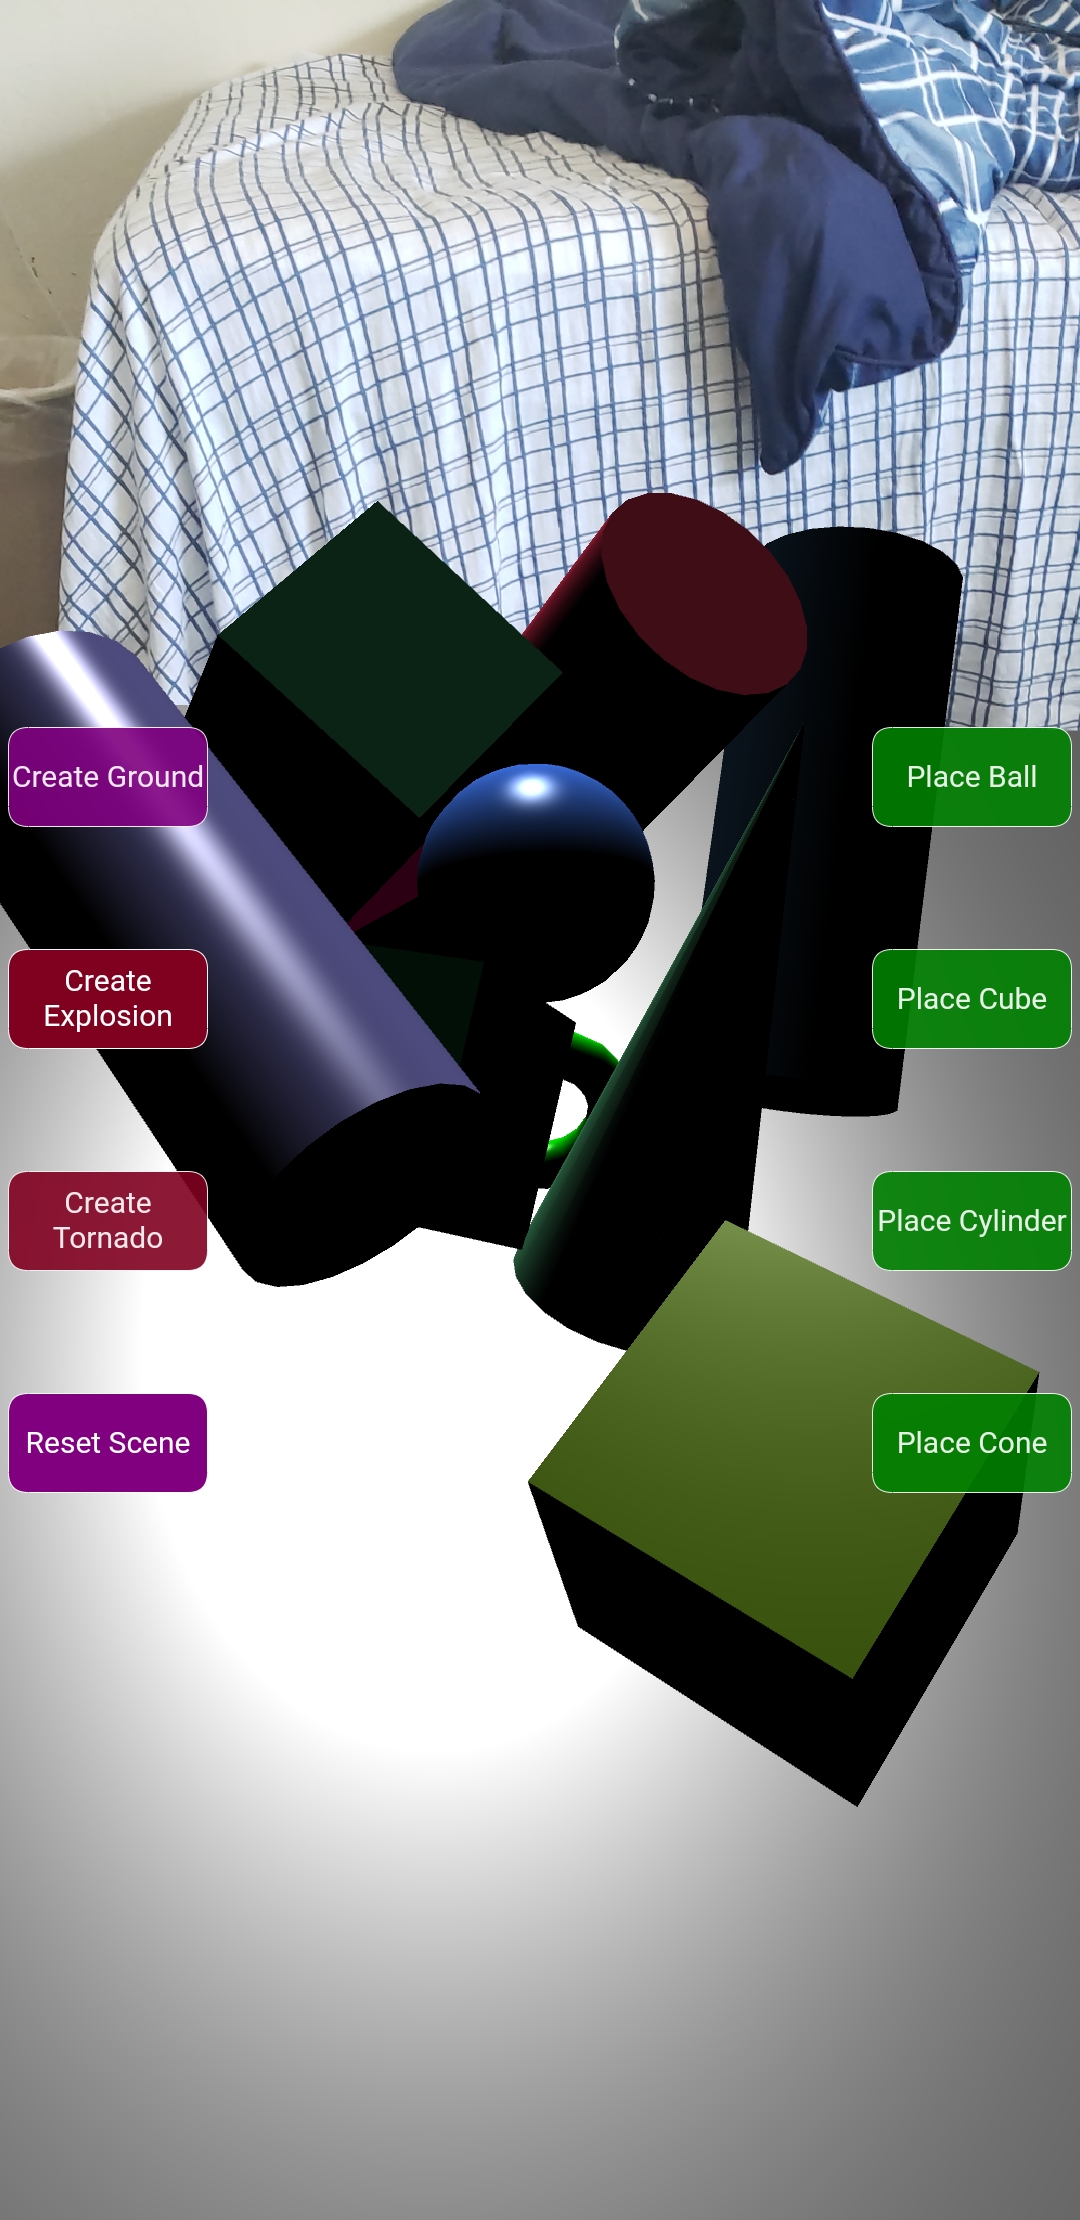 Create Ground
Place Ball
Create
Explosion
Place Cube
Create
Tornado
Place Cylinder
Reset Scene
Place Cone